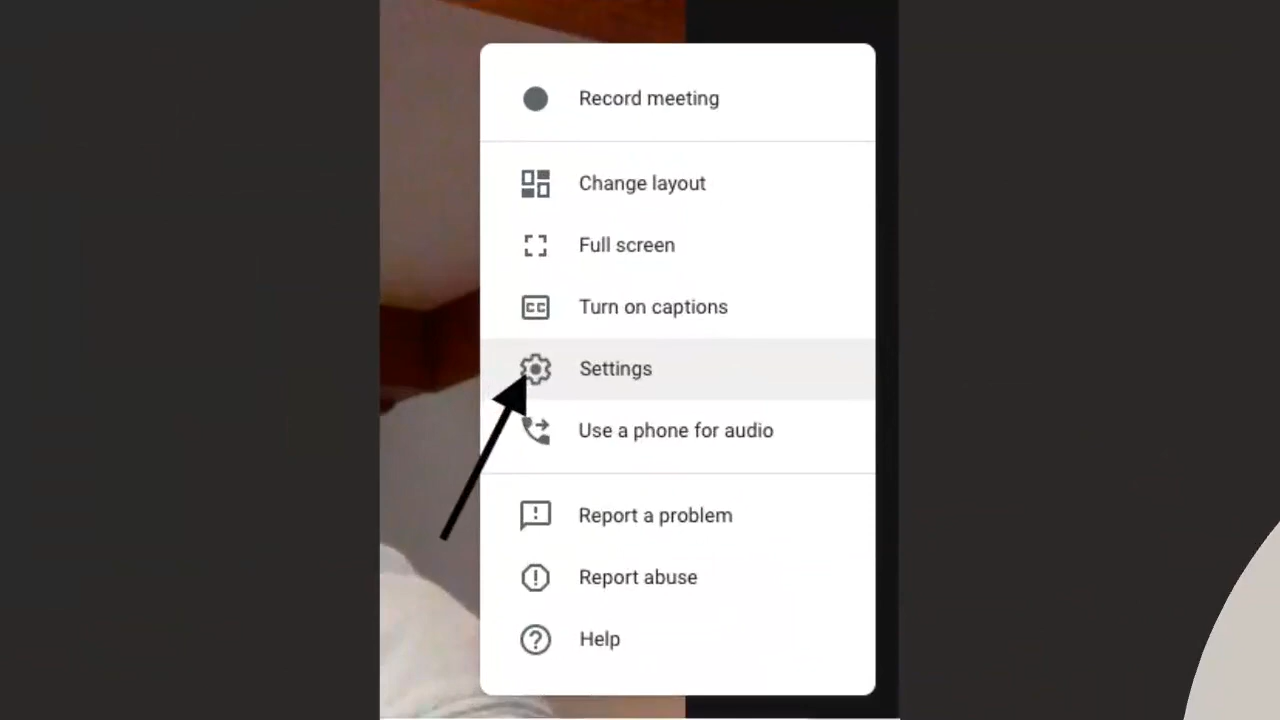 Record meeting
Change layout
Full screen
CC
Turn on captions
Settings
Use a phone for audio
Report a problem
Report abuse
Help